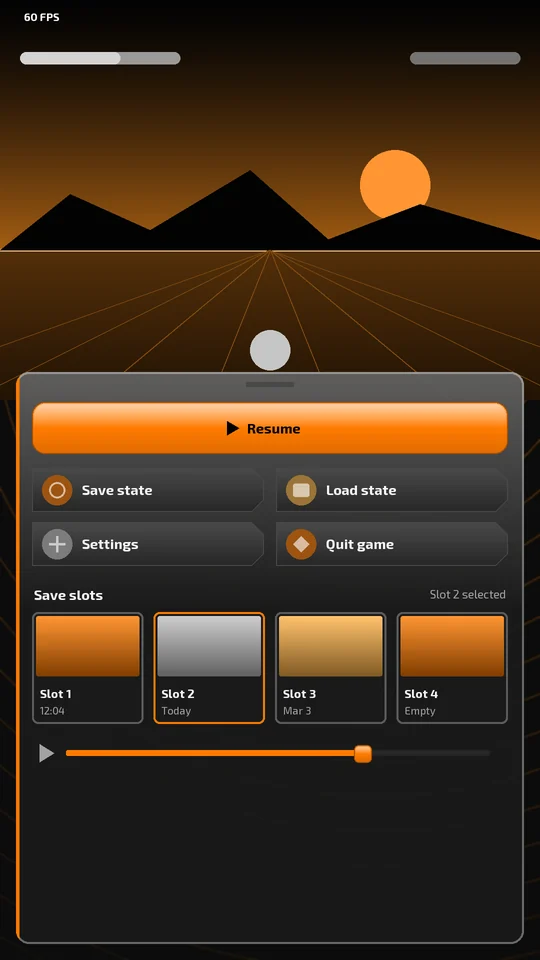 60 FPS
Resume
Save state
Load state
Settings
Quit game
Save slots
Slot 2 selected
Slot 1
12:04
Slot 2
Today
Slot 3
Mar 3
Slot 4
Empty